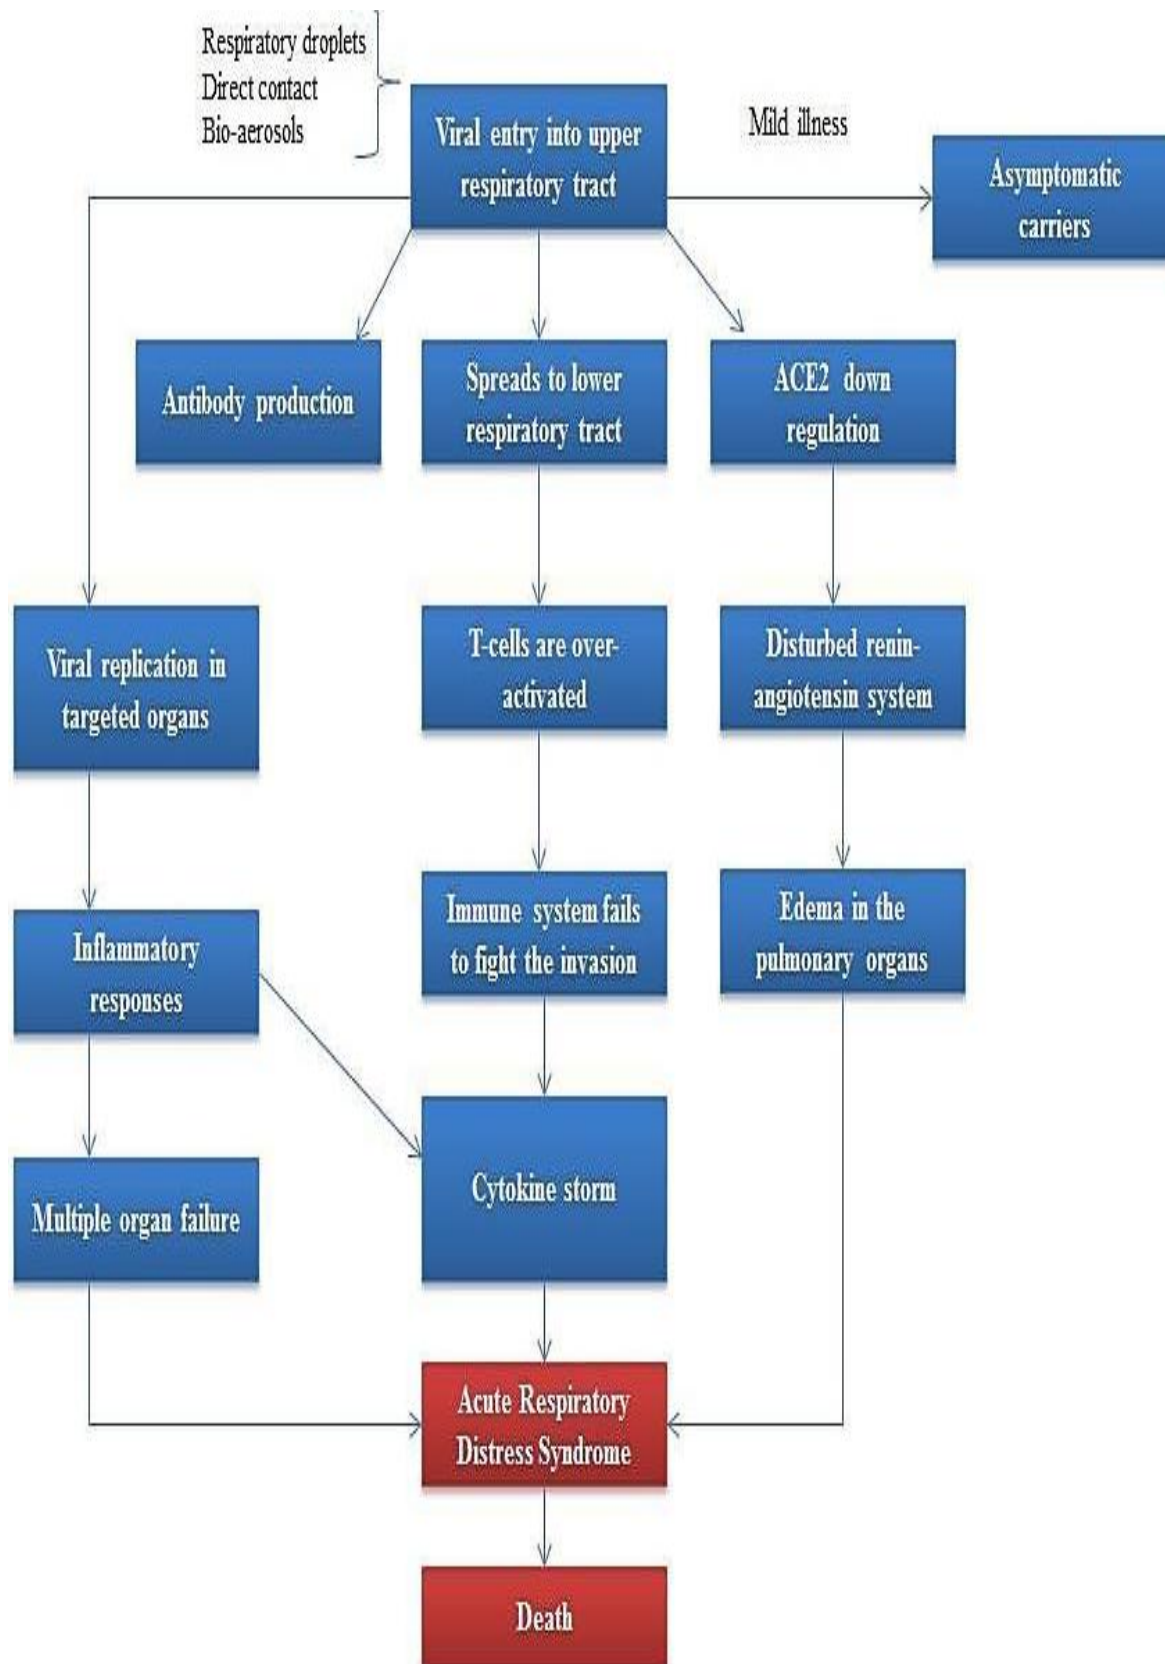 Respiratory droplets
Direct contact
Bio-aerosols
Viral entry into upper
respiratory tract
Mild illness
Asymptomatic
carriers
Antibody production
Spreads to lower
respiratory tract
ACE2 down
regulation
Viral replication in
targeted organs
T-cells are over-
activated
Disturbed renin-
angiotensin system
Inflammatory
responses
Immune system fails
to fight the invasion
Edema in the
pulmonary organs
Multiple organ failure
Cytokine storm
Acute Respiratory
Distress Syndrome
Death